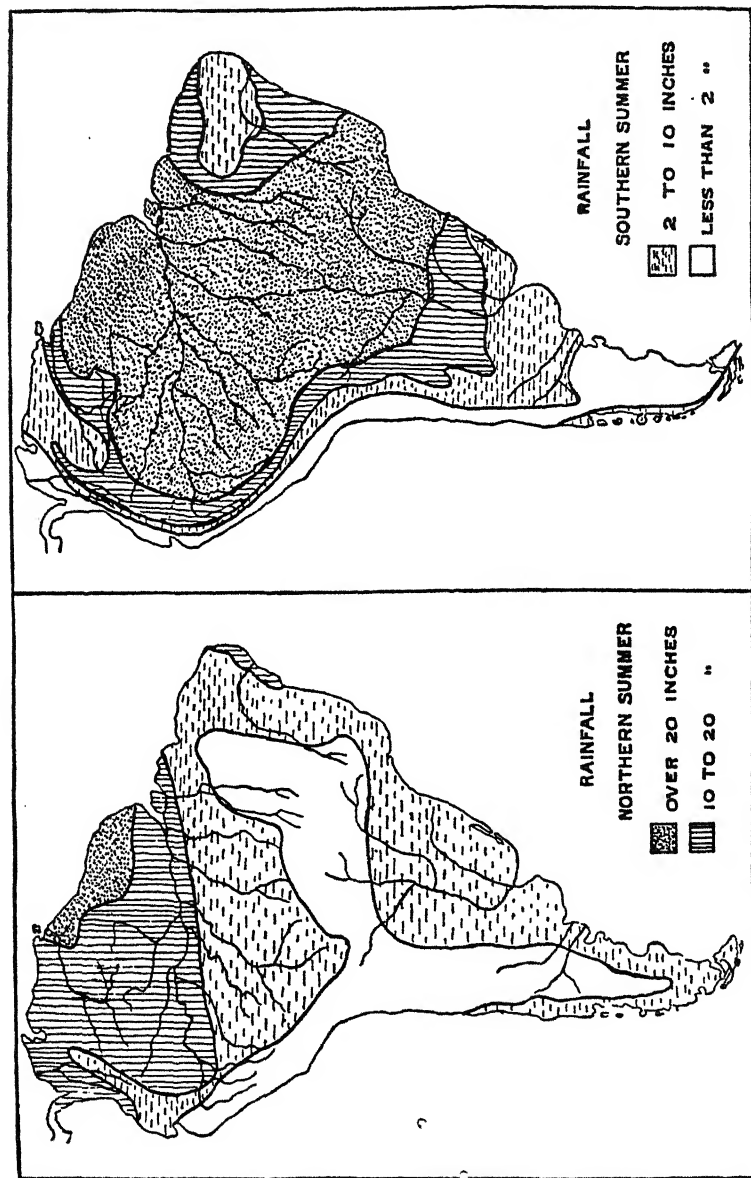 RAINFALL
NORTHERN SUMMER
OVER 20 INCHES
10 TO 20 "
RAINFALL
SOUTHERN SUMMER
2 TO 10 INCHES
LESS THAN 2 "